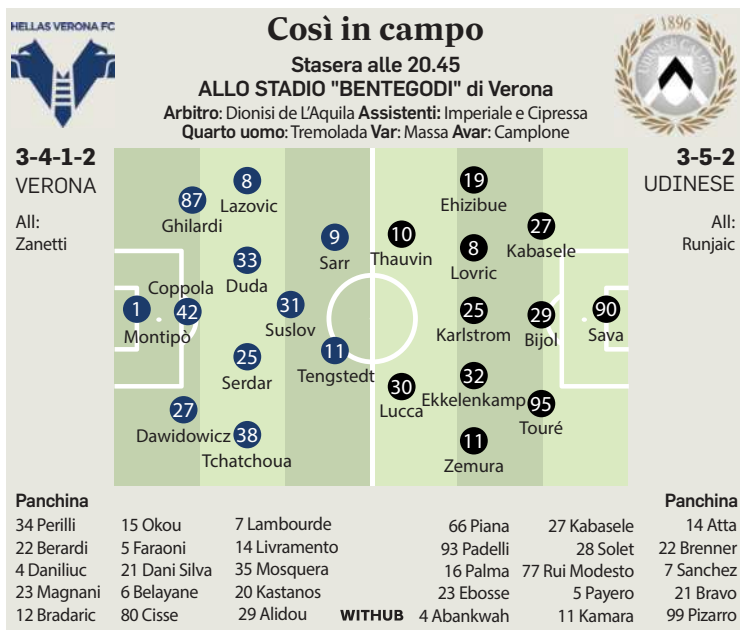 HELLAS VERONA FC
Così in campo
Stasera alle 20.45
ALLO STADIO "BENTEGODI" di Verona
Arbitro: Dionisi de L'Aquila Assistenti: Imperiale e Cipressa
Quarto uomo: Tremolada Var: Massa Avar: Camplone
1896
UDINESE CALCIO
3-4-1-2
VERONA
All:
Zanetti
3-5-2
UDINESE
All:
Runjaic
1
Montipò
87
Ghilardi
Coppola
42
27
Dawidowicz
8
Lazovic
33
Duda
25
Serdar
38
Tchatchoua
31
Suslov
9
Sarr
11
Tengstedt
10
Thauvin
30
Lucca
19
Ehizibue
8
Lovric
25
Karlstrom
32
Ekkelenkamp
11
Zemura
27
Kabasele
29
Bijol
95
Touré
90
Sava
Panchina
34 Perilli
22 Berardi
4 Daniliuc
23 Magnani
12 Bradaric
15 Okou
5 Faraoni
21 Dani Silva
6 Belayane
80 Cisse
7 Lambourde
14 Livramento
35 Mosquera
20 Kastanos
29 Alidou
WITHUB
Panchina
66 Piana
93 Padelli
16 Palma
23 Ebosse
4 Abankwah
27 Kabasele
28 Solet
77 Rui Modesto
5 Payero
11 Kamara
14 Atta
22 Brenner
7 Sanchez
21 Bravo
99 Pizarro